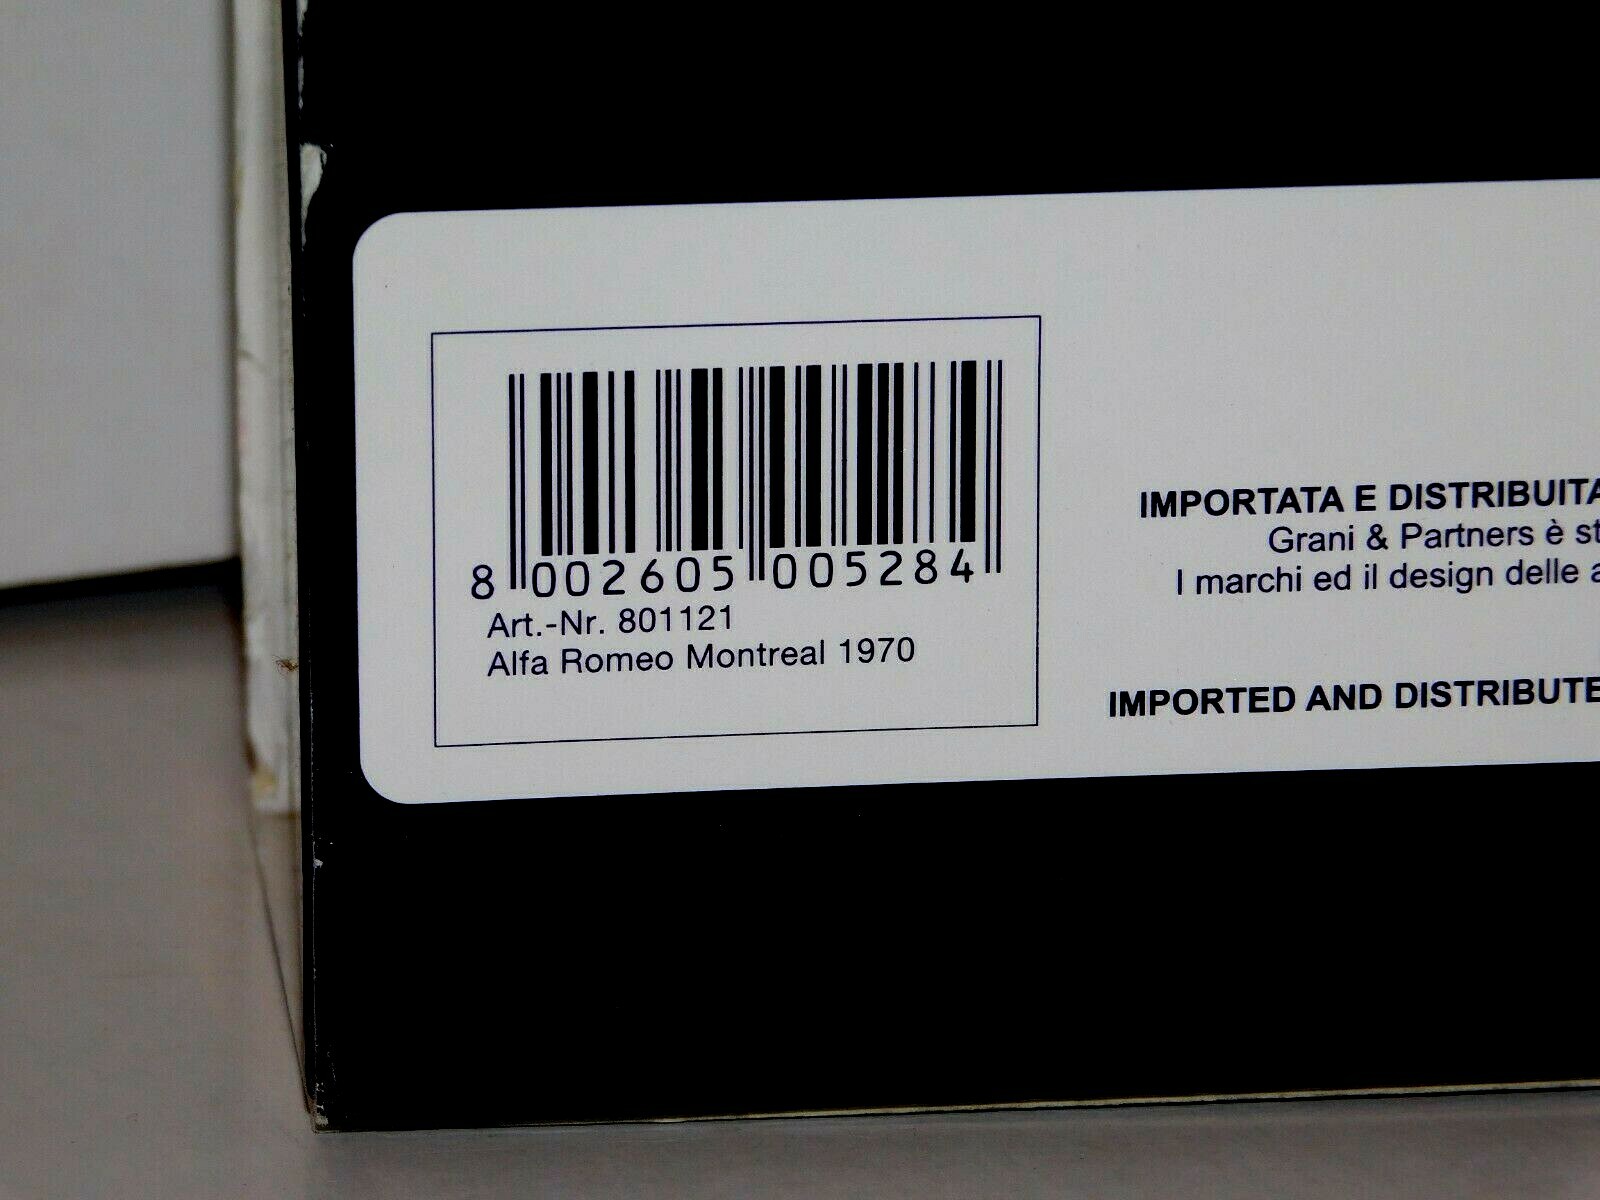 8 002605 005284
Art.-Nr. 801121
Alfa Romeo Montreal 1970
IMPORTATA E DISTRIBUITA
Grani & Partners è
I marchi ed il design delle
IMPORTED AND